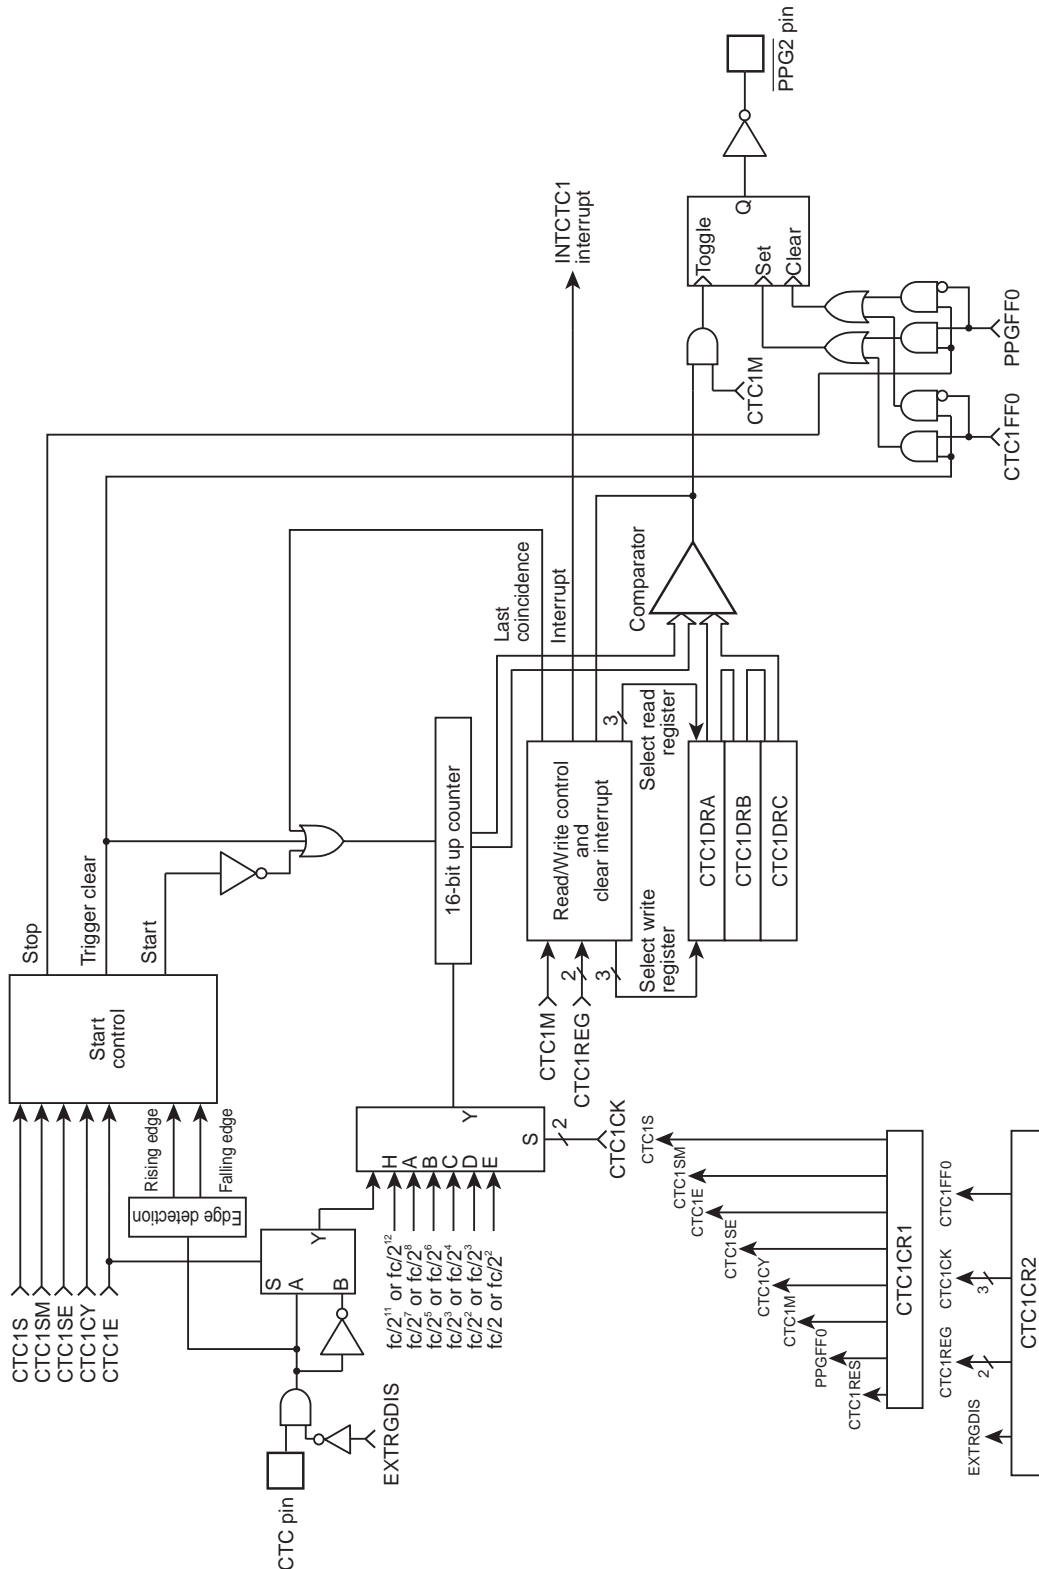 CTC1S
CTC1SM
CTC1SE
CTC1CY
CTC1E
Edge detection
Rising edge
Falling edge
Start
control
Stop
Trigger clear
Start
CTC pin
EXTRGDIS
S
A
B
Y
fc/2¹¹ or fc/2¹²
fc/2⁷ or fc/2⁸
fc/2⁵ or fc/2⁶
fc/2³ or fc/2⁴
fc/2² or fc/2³
fc/2 or fc/2²
H
A
B
C
D
E
Y
S
2
CTC1CK
16-bit up counter
Last
coincidence
Interrupt
INTCTC1
interrupt
CTC1M
CTC1REG
2
3
Read/Write control
and
clear interrupt
3
Select write
register
Select read
register
CTC1DRA
CTC1DRB
CTC1DRC
Comparator
CTC1M
Toggle
Set
Clear
Q
PPG2 pin
CTC1FF0
PPGFF0
CTC1RES
PPGFF0
CTC1M
CTC1CY
CTC1SE
CTC1E
CTC1SM
CTC1S
CTC1CR1
EXTRGDIS
CTC1REG
2
CTC1CK
3
CTC1FF0
CTC1CR2